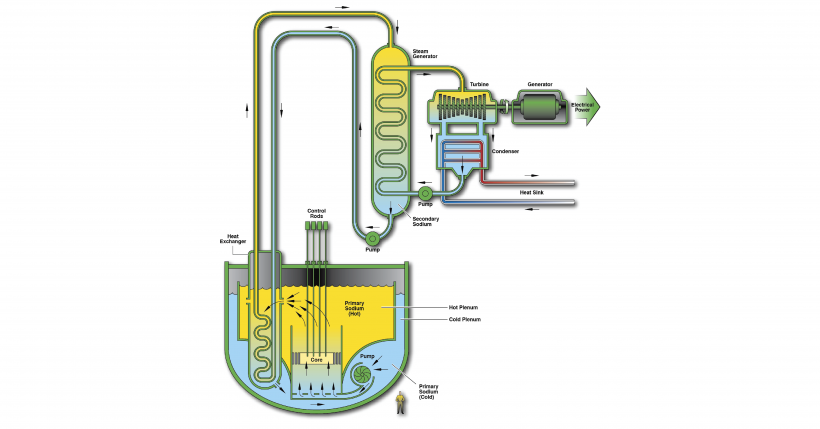 Steam
Generator
Turbine
Generator
Electrical
Power
Condenser
Heat Sink
Pump
Secondary
Sodium
Pump
Control
Rods
Heat
Exchanger
Primary
Sodium
(Hot)
Hot Plenum
Cold Plenum
Core
Pump
Primary
Sodium
(Cold)